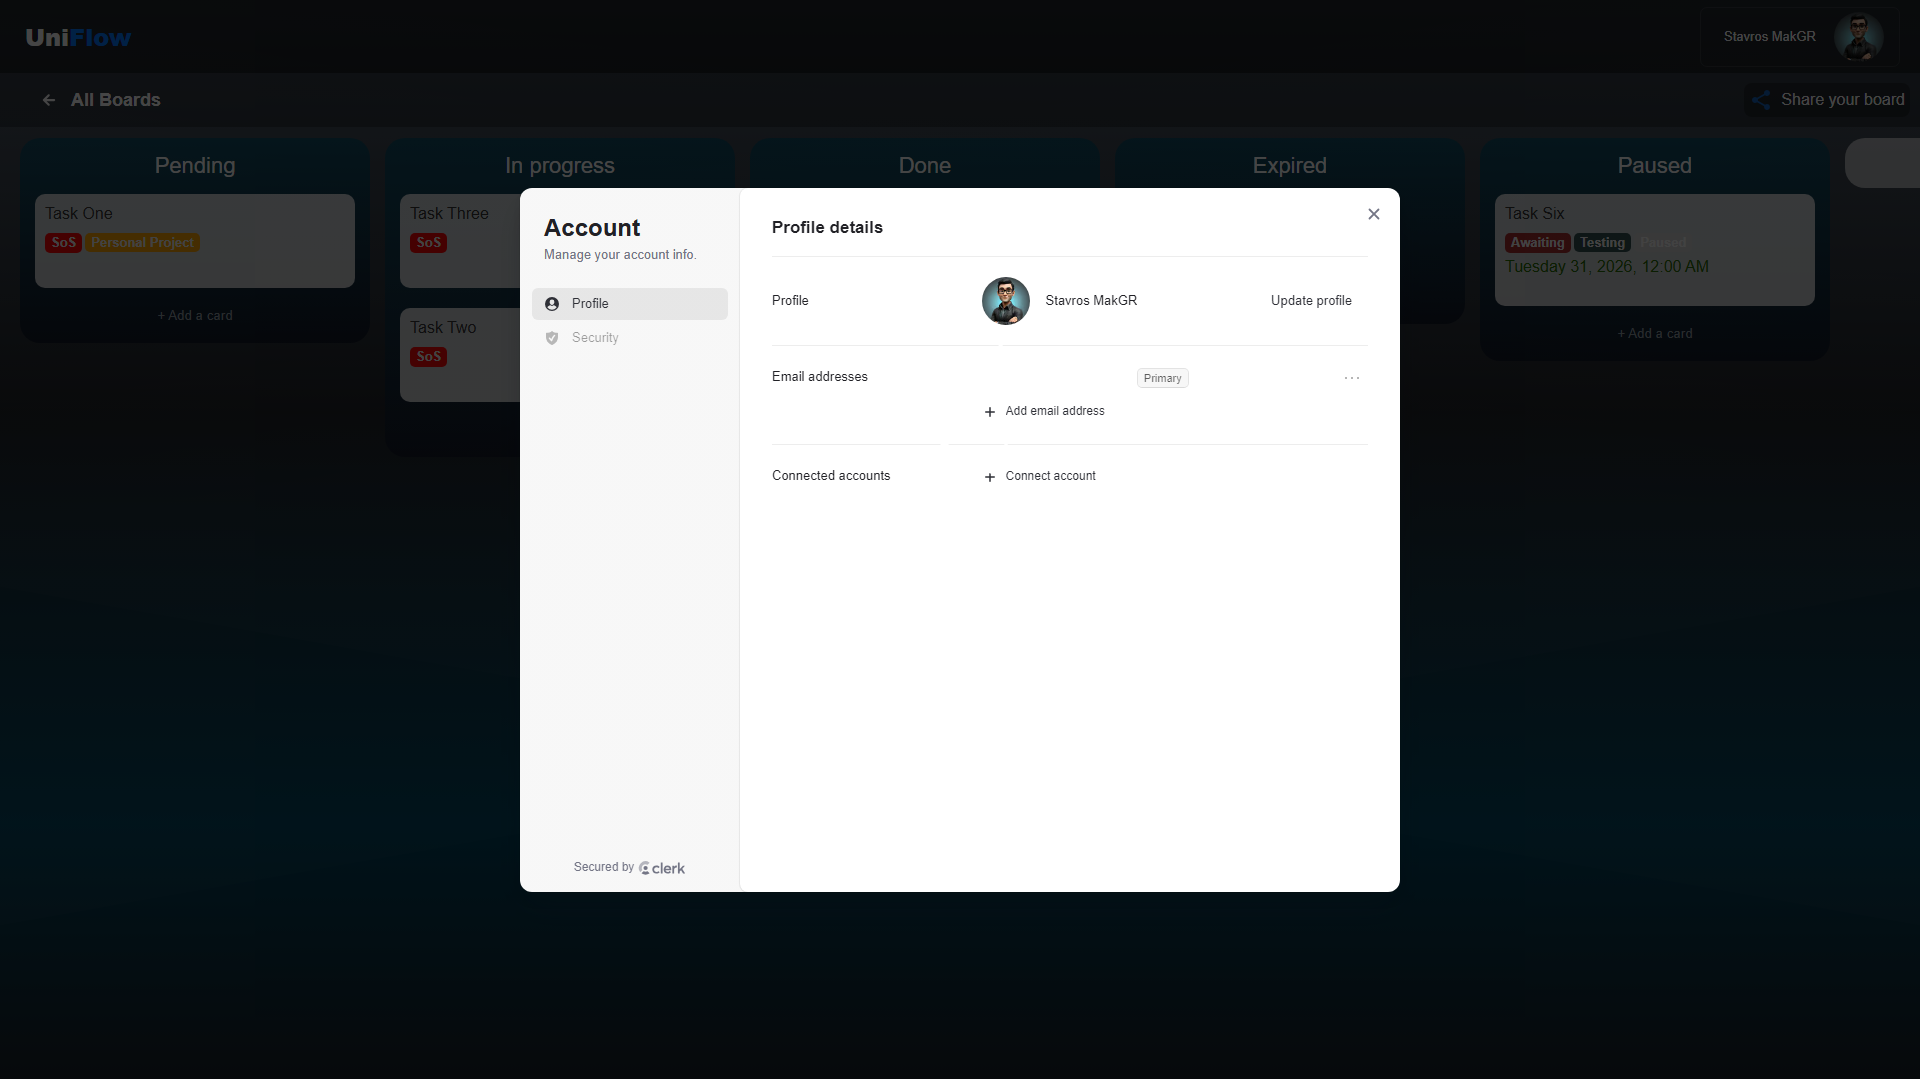 UniFlow
Stavros MakGR
All Boards
Share your board
Pending
Task One
SoS Personal Project
+ Add a card
In progress
Task Three
SoS
Task Two
SoS
Done
Expired
Paused
Task Six
Awaiting Testing Paused
Tuesday 31, 2026, 12:00 AM
+ Add a card
Account
Manage your account info.
Profile
Security
Secured by clerk
Profile details
Profile
Stavros MakGR
Update profile
Email addresses
Primary
Add email address
Connected accounts
Connect account